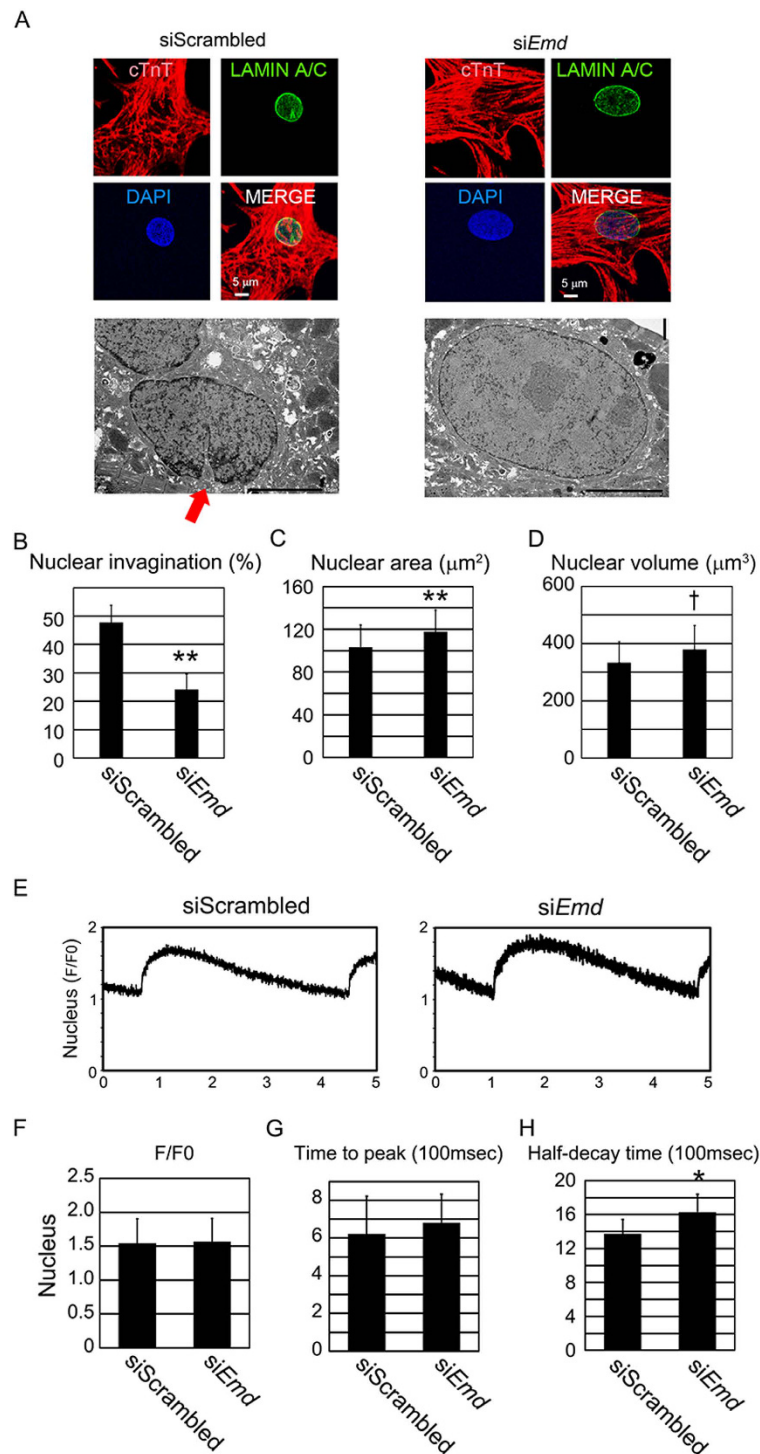 A
siScrambled
siEmd
cTnT
LAMIN A/C
cTnT
LAMIN A/C
DAPI
MERGE
DAPI
MERGE
5 μm
5 μm
B
C
D
Nuclear invagination (%)
Nuclear area (μm²)
Nuclear volume (μm³)
50
40
30
20
10
0
**
siScrambled
siEmd
160
120
80
40
0
**
siScrambled
siEmd
600
400
200
0
†
siScrambled
siEmd
E
siScrambled
siEmd
Nucleus (F/F0)
2
1
0
0 1 2 3 4 5
2
1
0
0 1 2 3 4 5
F
G
H
F/F0
Time to peak (100msec)
Half-decay time (100msec)
Nucleus
2.5
2.0
1.5
1.0
0.5
0
siScrambled
siEmd
8
6
4
2
0
siScrambled
siEmd
20
16
12
8
4
0
*
siScrambled
siEmd